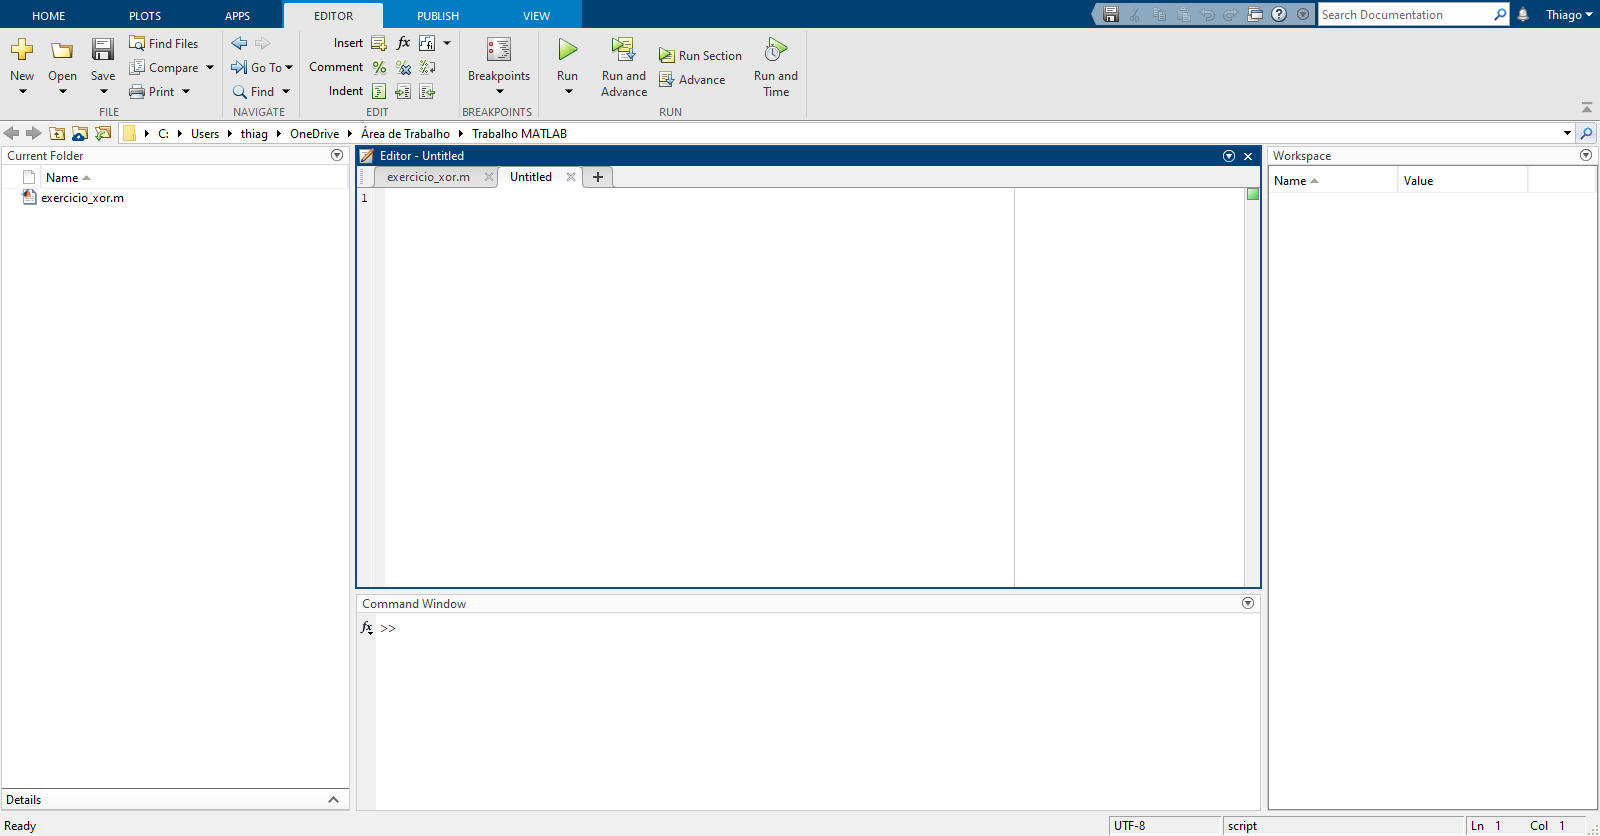 HOME PLOTS APPS EDITOR PUBLISH VIEW Search Documentation Thiago
New Open Save Find Files Compare Print
Go To Find
Insert fx
Comment
Indent
Breakpoints
Run Run and Advance Run Section Advance Run and Time
FILE NAVIGATE EDIT BREAKPOINTS RUN
C: Users thiag OneDrive Área de Trabalho Trabalho MATLAB
Current Folder
Name
exercicio_xor.m
Details
Editor - Untitled
exercicio_xor.m Untitled +
1
Command Window
fx >>
Workspace
Name Value
Ready UTF-8 script Ln 1 Col 1